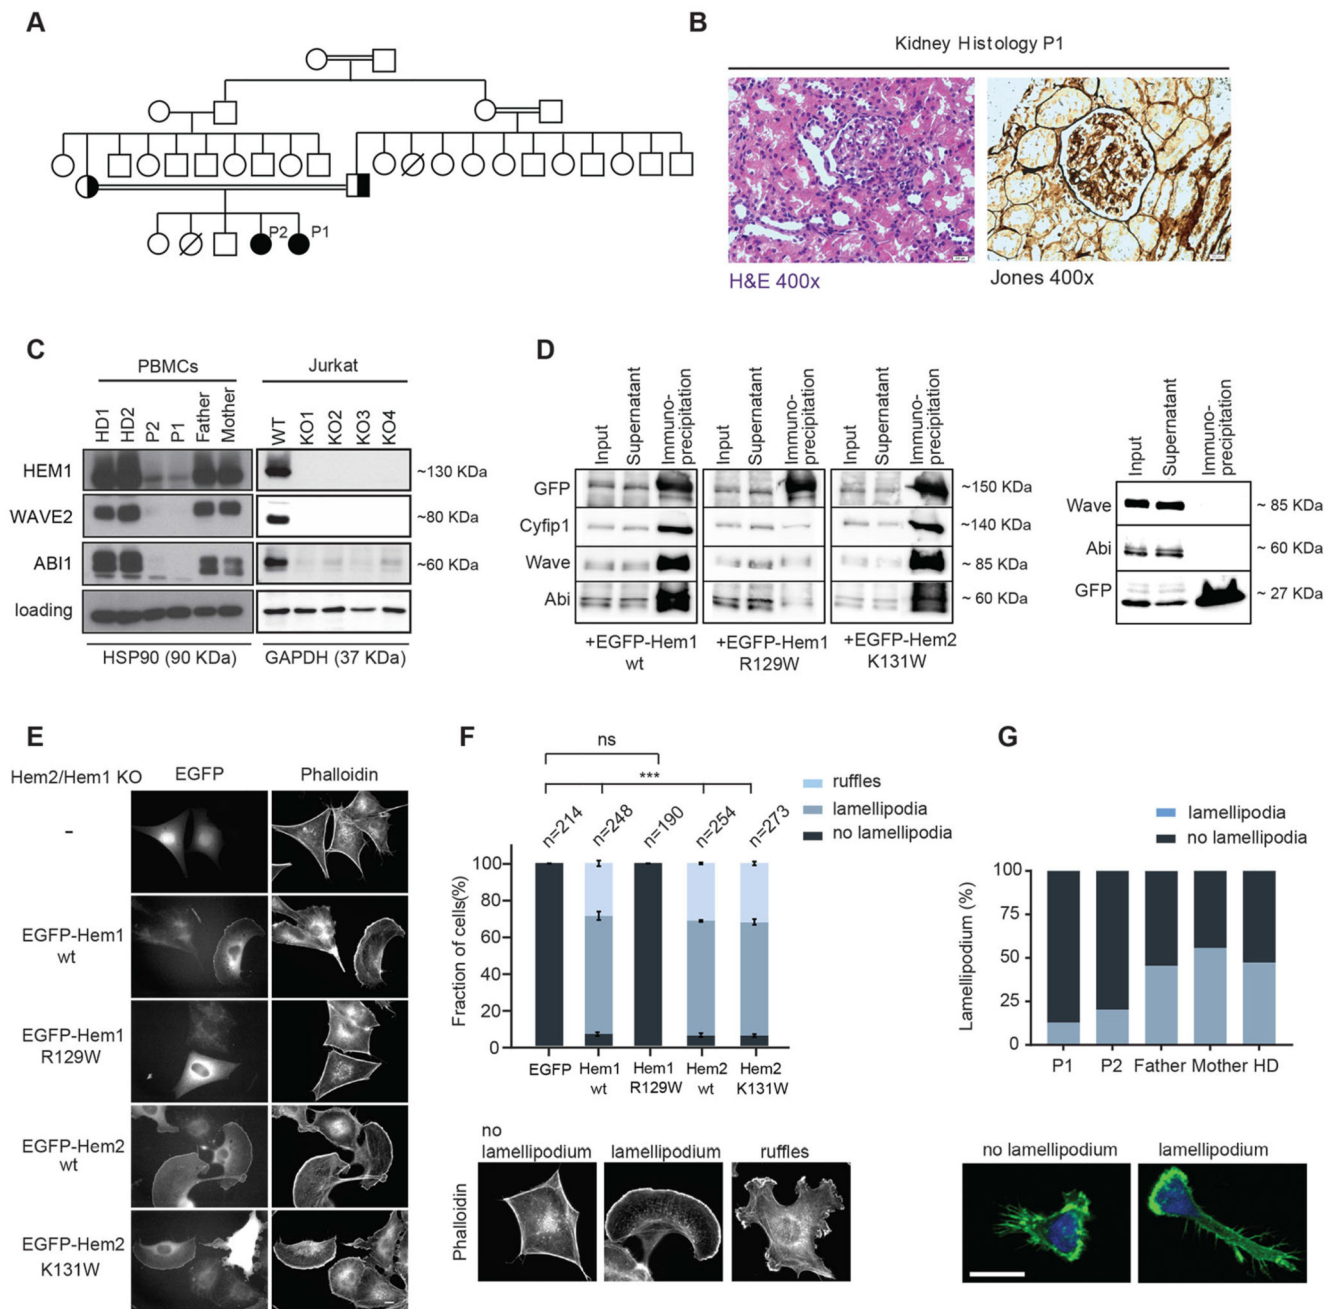 A
P2
P1
B
Kidney Histology P1
H&E 400x
Jones 400x
C
PBMCs
Jurkat
HD1
HD2
P2
P1
Father
Mother
WT
KO1
KO2
KO3
KO4
HEM1
~130 KDa
WAVE2
~80 KDa
ABI1
~60 KDa
loading
HSP90 (90 KDa)
GAPDH (37 KDa)
D
Input
Supernatant
Immuno-
precipitation
Input
Supernatant
Immuno-
precipitation
Input
Supernatant
Immuno-
precipitation
GFP
~150 KDa
Cyfip1
~140 KDa
Wave
~ 85 KDa
Abi
~ 60 KDa
+EGFP-Hem1
wt
+EGFP-Hem1
R129W
+EGFP-Hem2
K131W
Input
Supernatant
Immuno-
precipitation
Wave
~ 85 KDa
Abi
~ 60 KDa
GFP
~ 27 KDa
E
Hem2/Hem1 KO
EGFP
Phalloidin
-
EGFP-Hem1
wt
EGFP-Hem1
R129W
EGFP-Hem2
wt
EGFP-Hem2
K131W
F
ns
***
ruffles
lamellipodia
no lamellipodia
n=214
n=248
n=190
n=254
n=273
Fraction of cells(%)
100
80
60
40
20
0
EGFP
Hem1
wt
Hem1
R129W
Hem2
wt
Hem2
K131W
no
lamellipodium
lamellipodium
ruffles
Phalloidin
G
lamellipodia
no lamellipodia
Lamellipodium (%)
100
75
50
25
0
P1
P2
Father
Mother
HD
no lamellipodium
lamellipodium